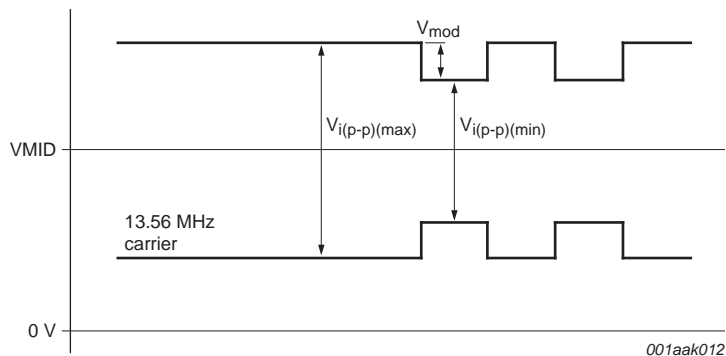 Vmod
Vi(p-p)(max)
Vi(p-p)(min)
VMID
13.56 MHz
carrier
0 V
001aak012